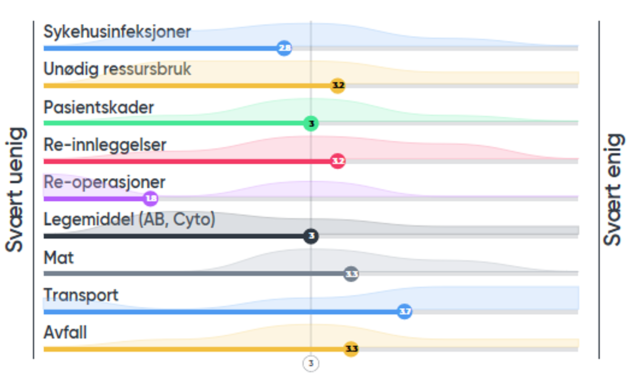 Sykehusinfeksjoner
2.8
Unødig ressursbruk
3.2
Pasientskader
3
Re-innleggelser
3.2
Re-operasjoner
1.8
Legemiddel (AB, Cyto)
3
Mat
3.3
Transport
3.7
Avfall
3.3
3
Svært uenig
Svært enig